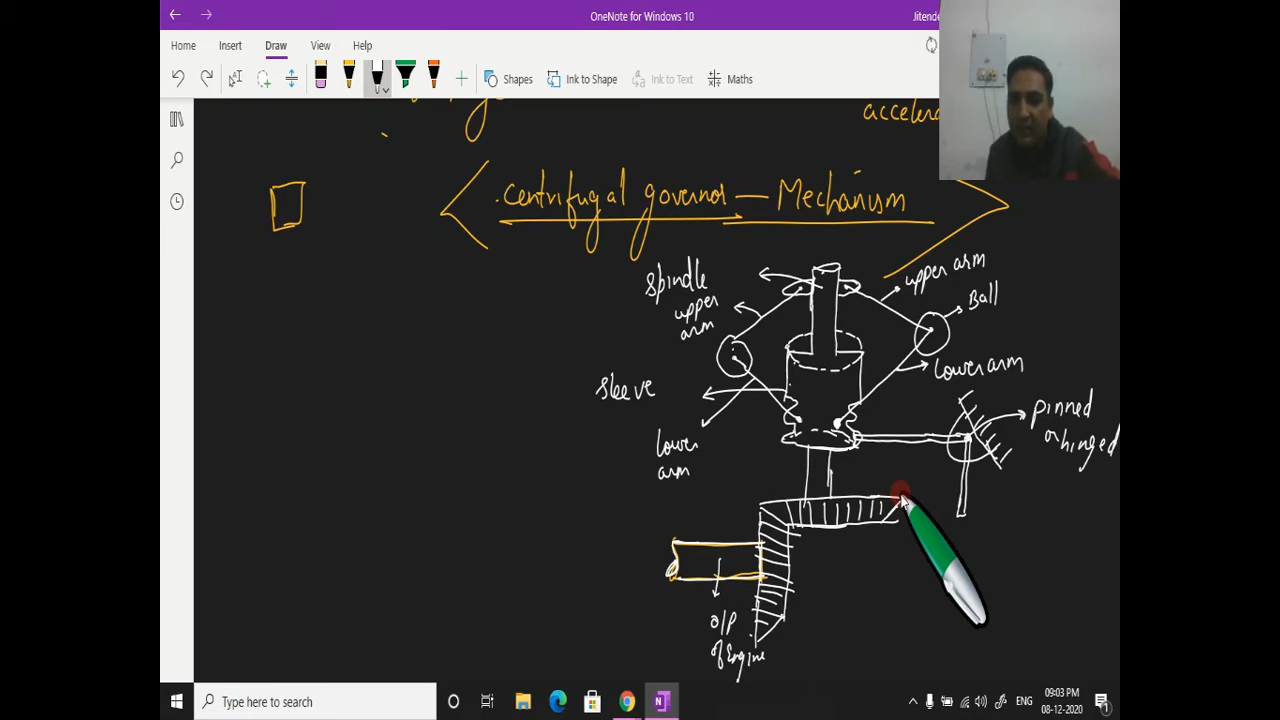 OneNote for Windows 10
Jitende
Home Insert Draw View Help
Shapes Ink to Shape Ink to Text Maths
accelera
Centrifugal governor — Mechanism
spindle
upper arm
upper
arm
Ball
lower arm
sleeve
pinned
or hinged
lower
arm
O/P
of Engine
Type here to search
ENG
09:03 PM
08-12-2020